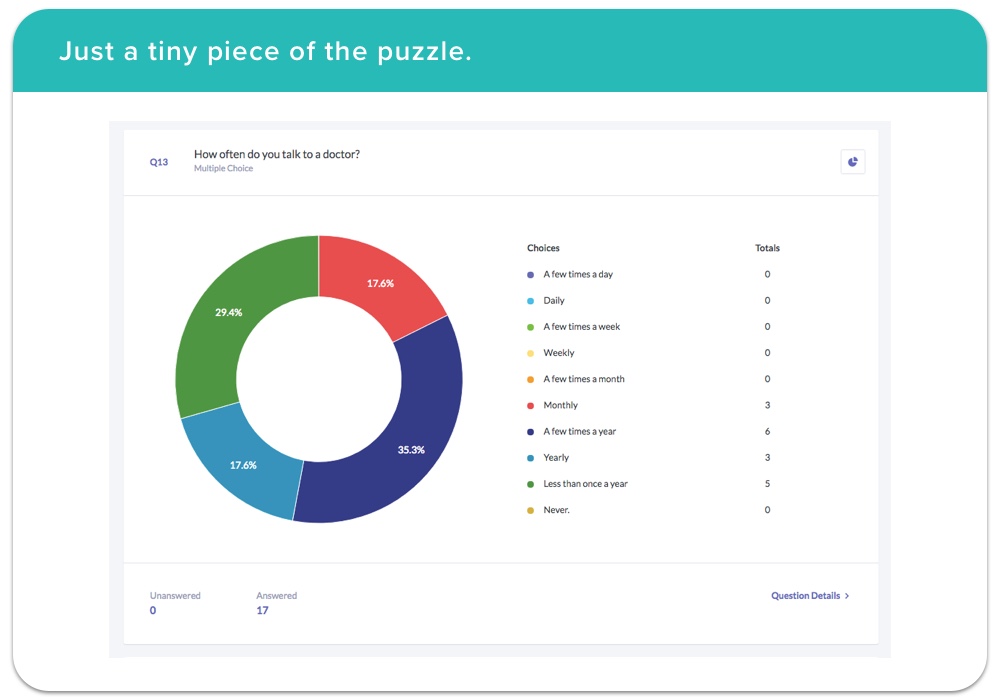 Just a tiny piece of the puzzle.
Q13
How often do you talk to a doctor?
Multiple Choice
17.6%
29.4%
35.3%
17.6%
Choices Totals
A few times a day 0
Daily 0
A few times a week 0
Weekly 0
A few times a month 0
Monthly 3
A few times a year 6
Yearly 3
Less than once a year 5
Never. 0
Unanswered Answered Question Details >
0 17